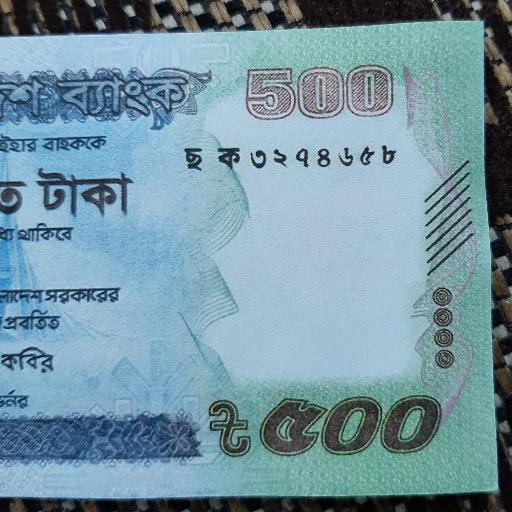 শ ব্যাংক
500
ইহার বাহককে
ছ ক ৩২৭৪৬৫৮
ত টাকা
থাকিবে
লাদেশ সরকারের
প্রবর্তিত
কবির
র্নর
৳ ৫০০